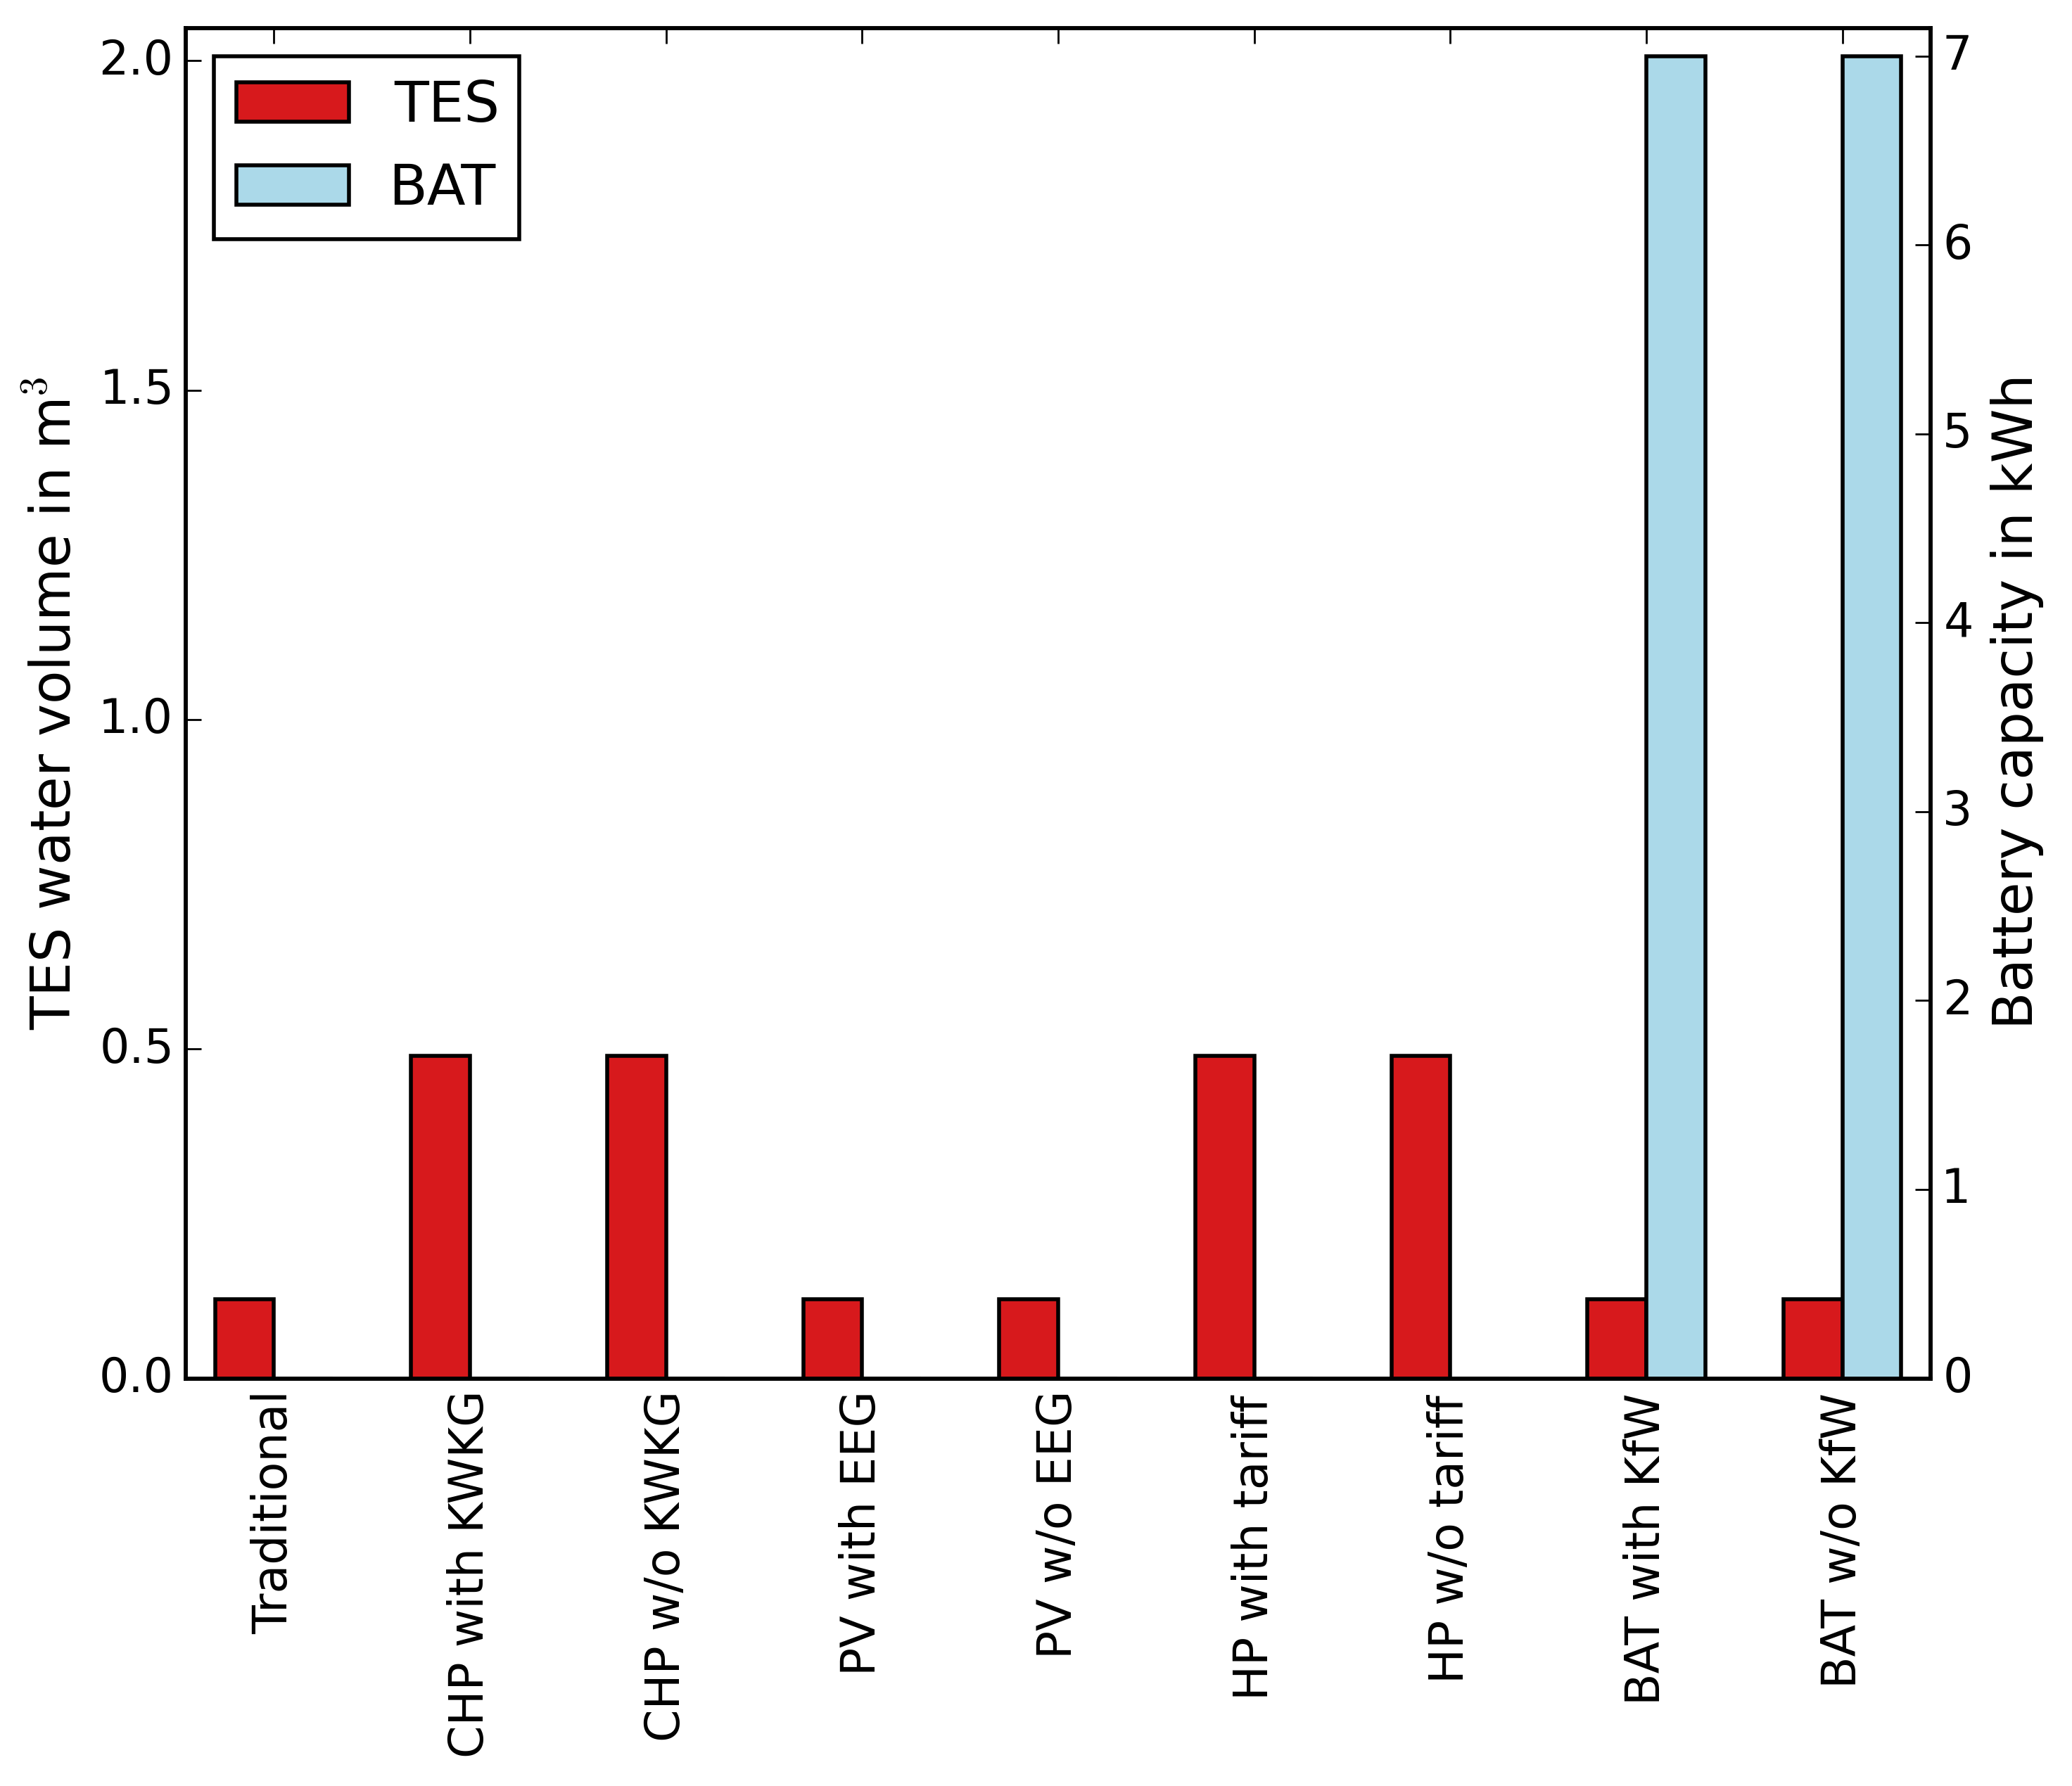 TES
BAT
TES water volume in m³
2.0
1.5
1.0
0.5
0.0
7
6
5
4
3
2
1
0
Battery capacity in kWh
Traditional
CHP with KWKG
CHP w/o KWKG
PV with EEG
PV w/o EEG
HP with tariff
HP w/o tariff
BAT with KfW
BAT w/o KfW